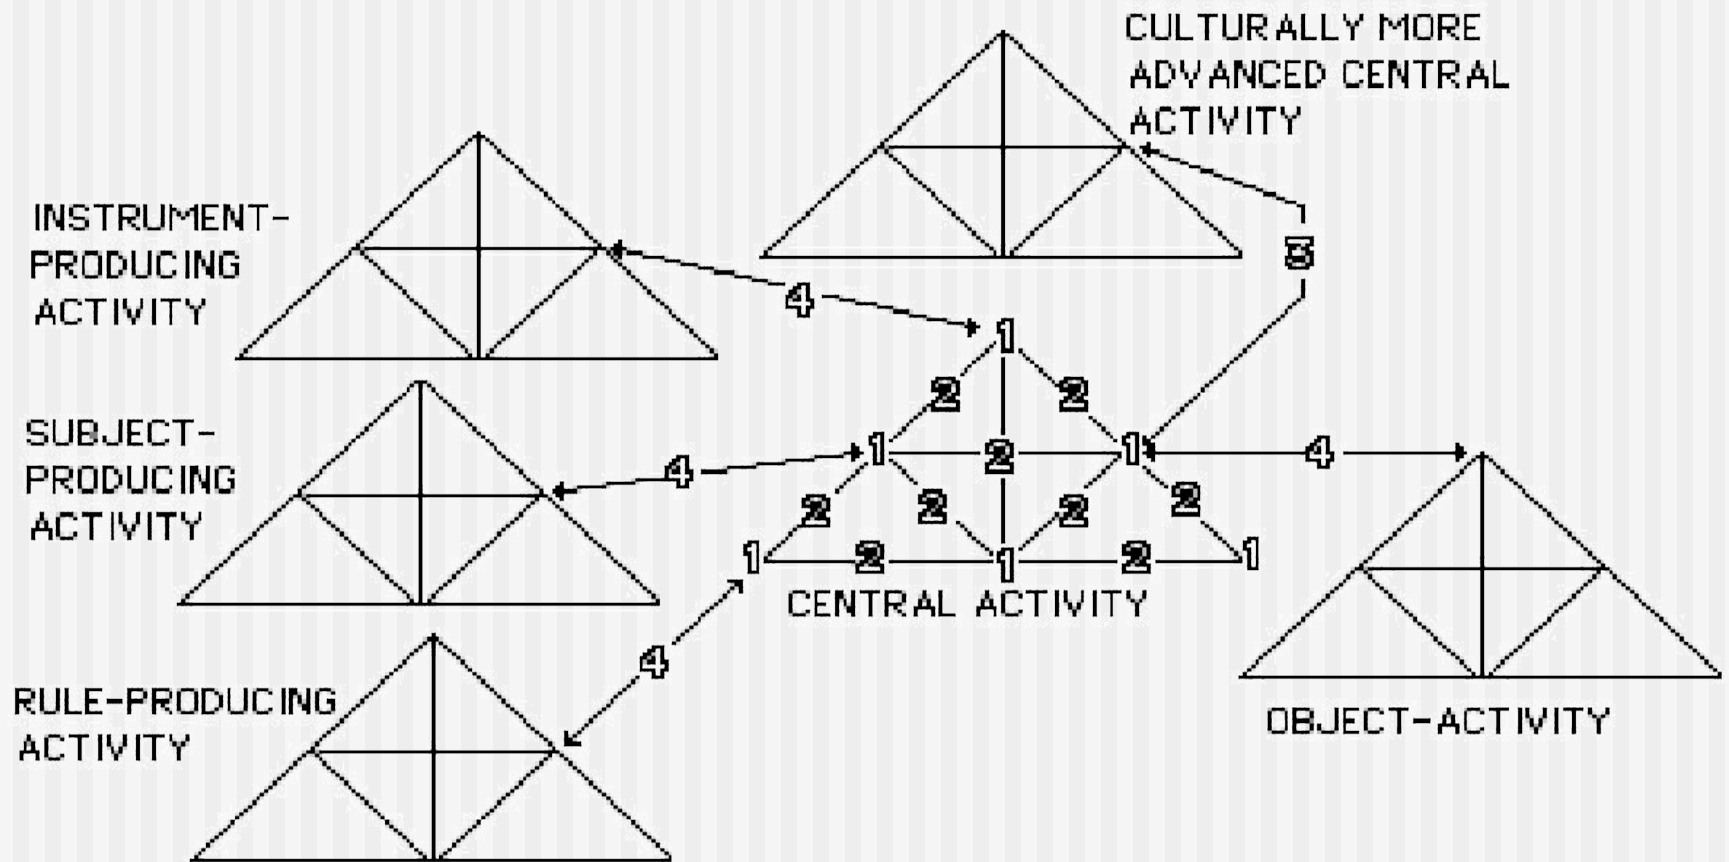 CULTURALLY MORE
ADVANCED CENTRAL
ACTIVITY
INSTRUMENT-
PRODUCING
ACTIVITY
4
1
2 2
SUBJECT-
PRODUCING
ACTIVITY
4
1 2 1 4
2 2 2 2
1 2 1 2 1
CENTRAL ACTIVITY
4
RULE-PRODUCING
ACTIVITY
OBJECT-ACTIVITY